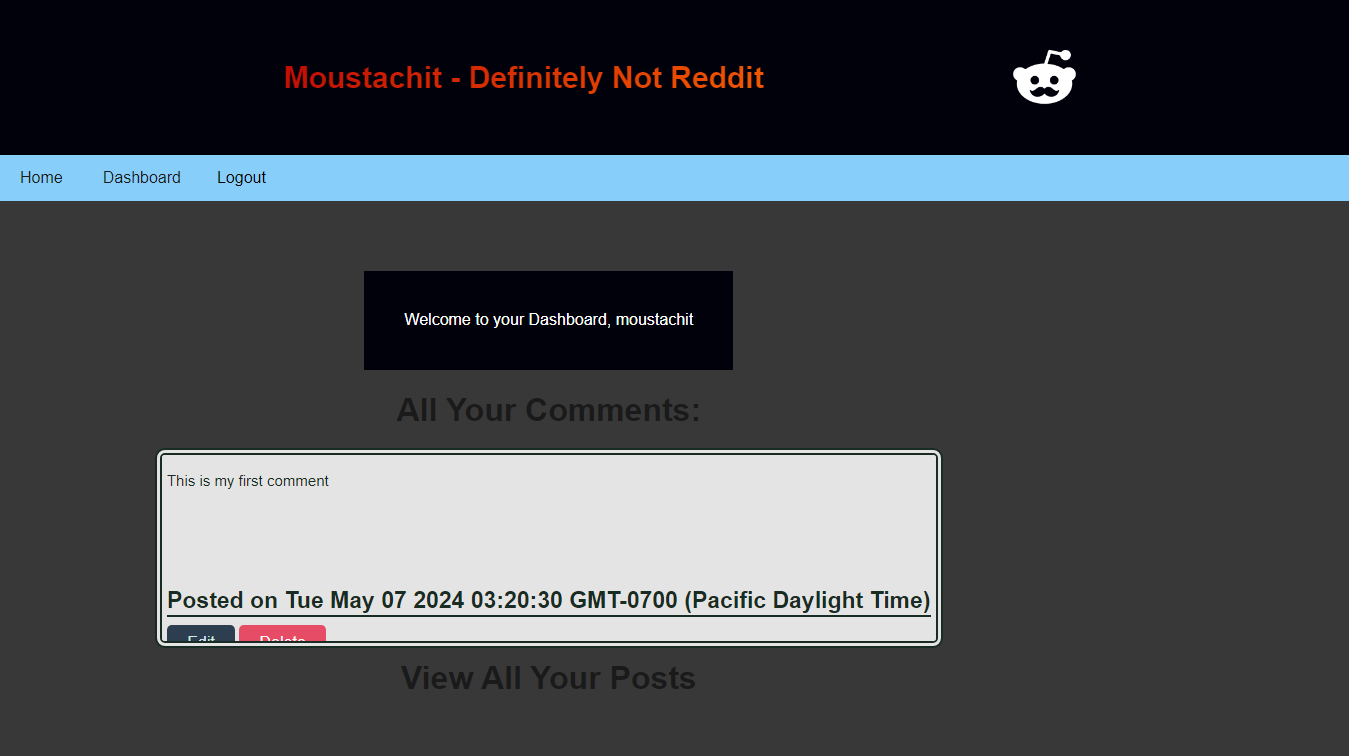 Moustachit - Definitely Not Reddit
Home Dashboard Logout
Welcome to your Dashboard, moustachit
All Your Comments:
This is my first comment
Posted on Tue May 07 2024 03:20:30 GMT-0700 (Pacific Daylight Time)
Edit Delete
View All Your Posts